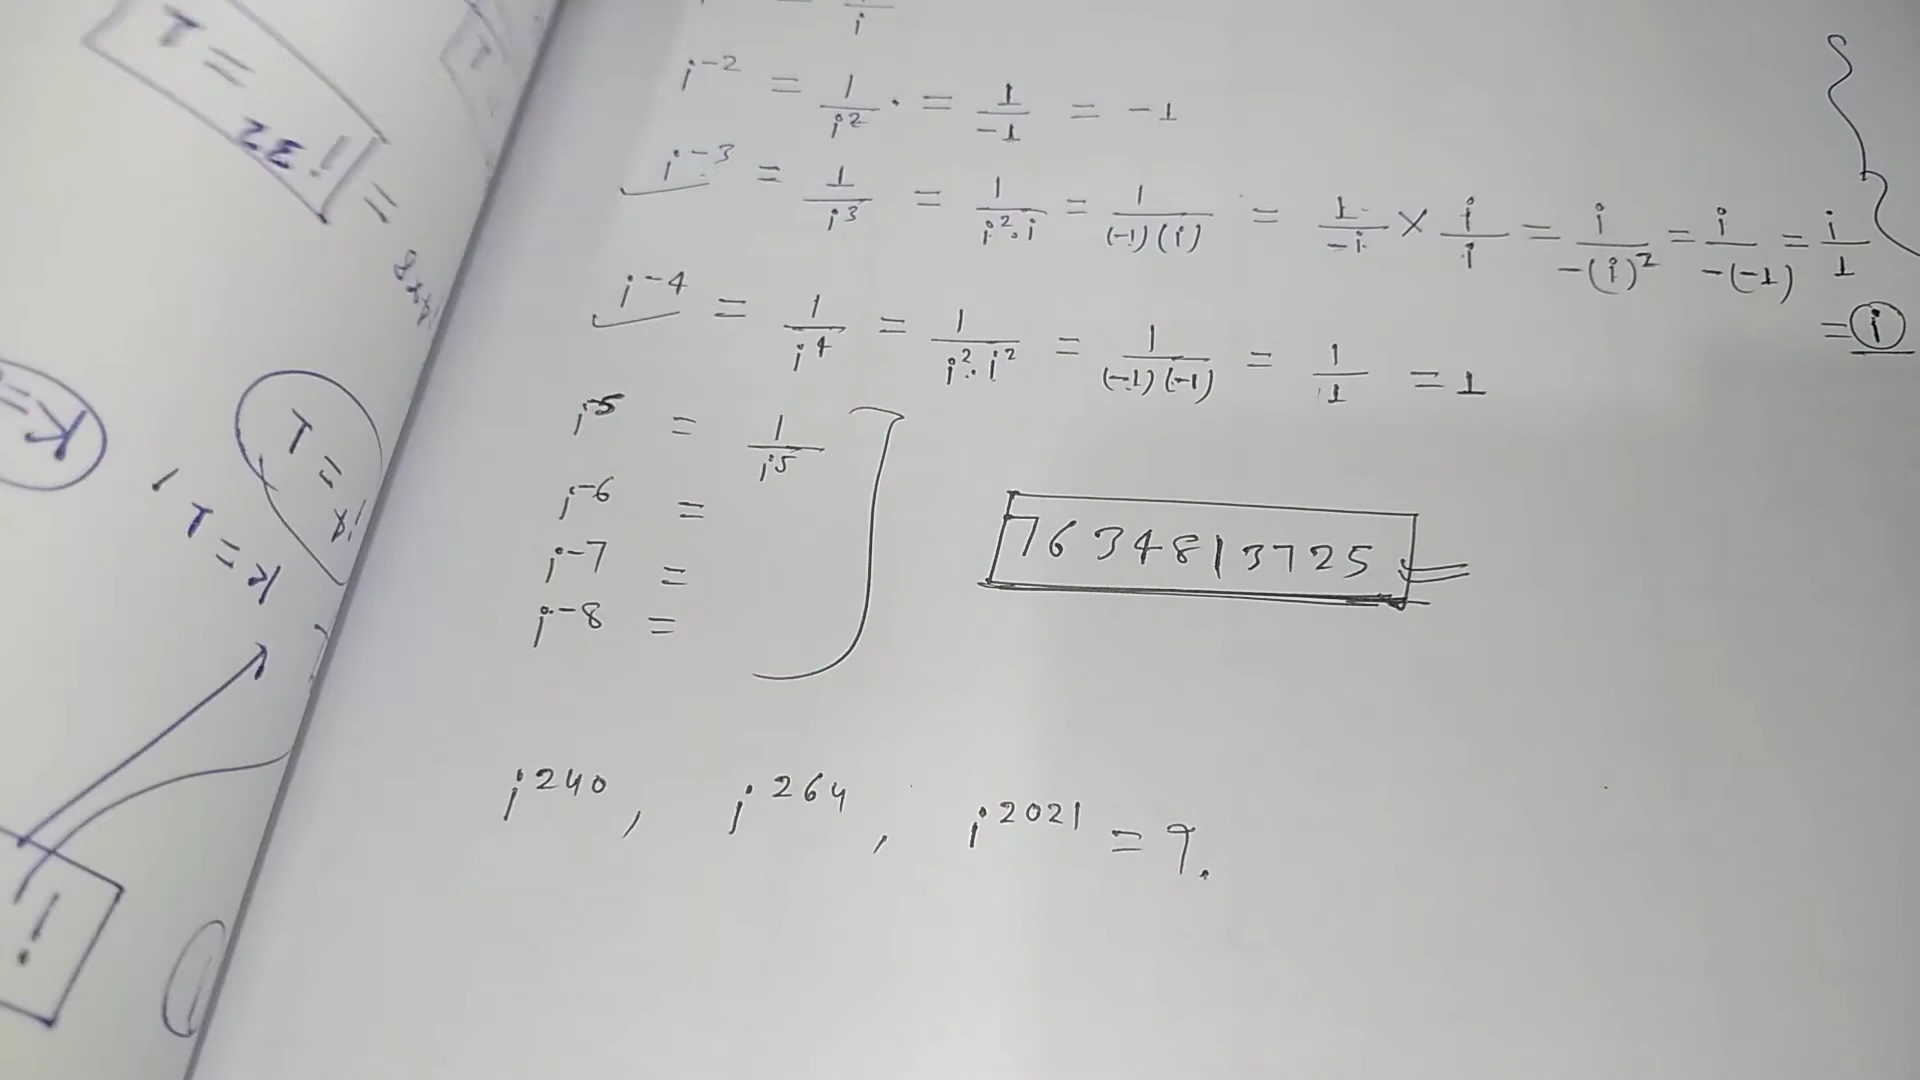 i
i⁻² = 1/i² · = 1/-1 = -1
i⁻³ = 1/i³ = 1/i²·i = 1/(-1)(i) = 1/-i × i/i = i/-(i)² = i/-(-1) = i/1
= i
i⁻⁴ = 1/i⁴ = 1/i²·i² = 1/(-1)(-1) = 1/1 = 1
i⁻⁵ = 1/i⁵
i⁻⁶ =
i⁻⁷ =
i⁻⁸ =
7634813725
i²⁴⁰, i²⁶⁴, i²⁰²¹ = ?.